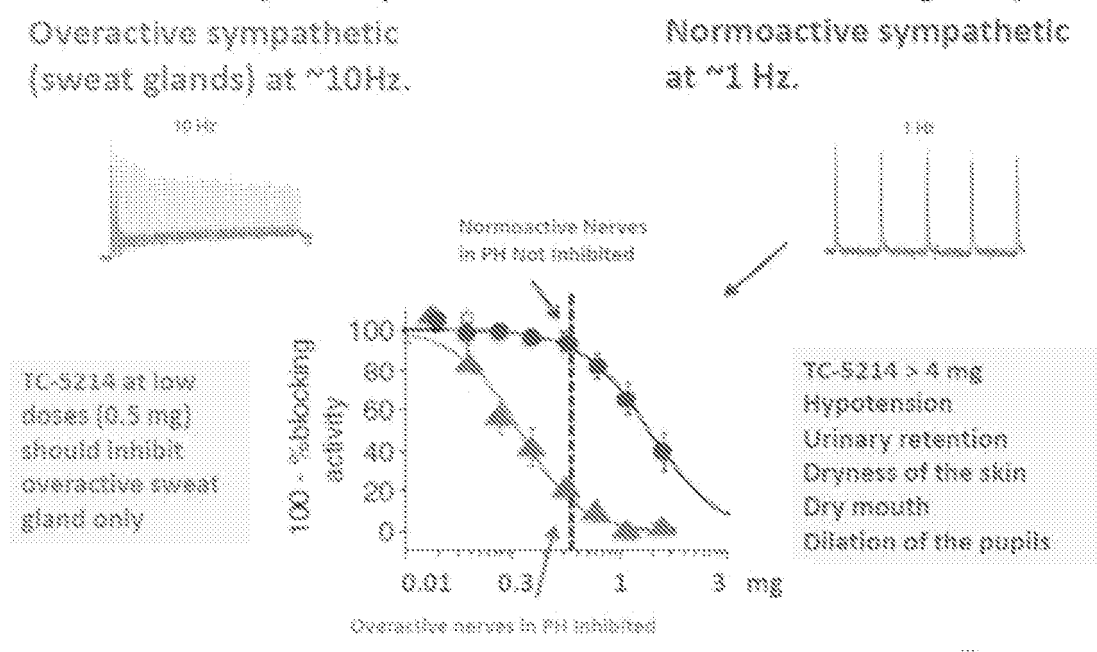 Overactive sympathetic
(sweat glands) at ~10Hz.
Normoactive sympathetic
at ~1 Hz.
10 Hz
1 Hz
Normoactive Nerves
in PH Not Inhibited
TC-5214 at low
doses (0.5 mg)
should inhibit
overactive sweat
gland only
100 - %blocking
activity
100
80
60
40
20
0
0.01 0.3 1 3 mg
Overactive nerves in PH Inhibited
TC-5214 > 4 mg
Hypotension
Urinary retention
Dryness of the skin
Dry mouth
Dilation of the pupils